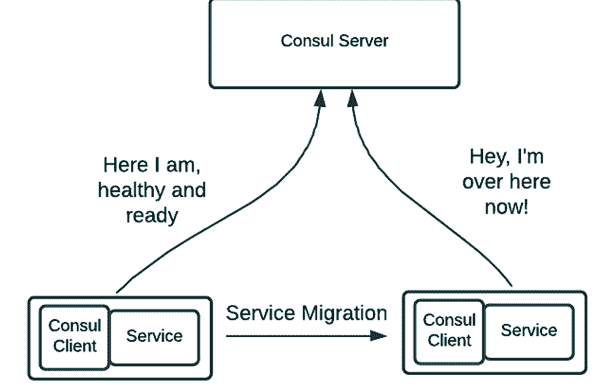 Consul Server
Here I am,
healthy and
ready
Hey, I'm
over here
now!
Consul
Client
Service
Service Migration
Consul
Client
Service